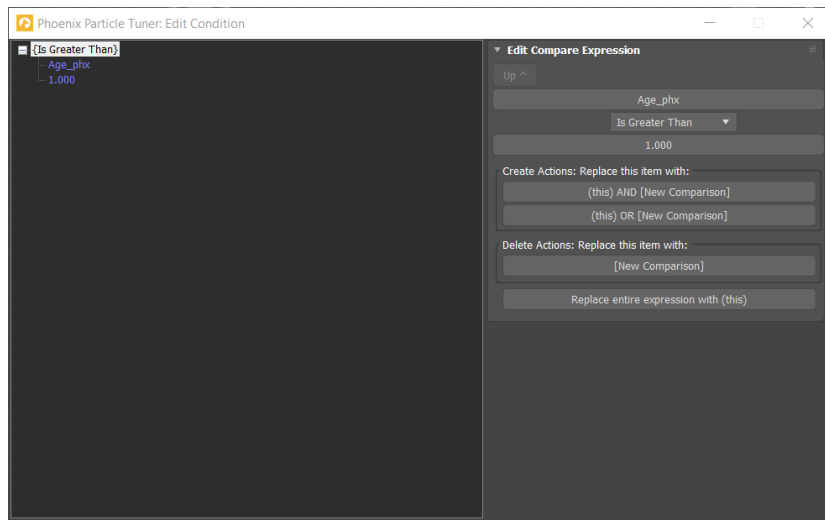 Phoenix Particle Tuner: Edit Condition
{Is Greater Than}
Age_phx
1.000
Edit Compare Expression
Up ^
Age_phx
Is Greater Than
1.000
Create Actions: Replace this item with:
(this) AND [New Comparison]
(this) OR [New Comparison]
Delete Actions: Replace this item with:
[New Comparison]
Replace entire expression with (this)